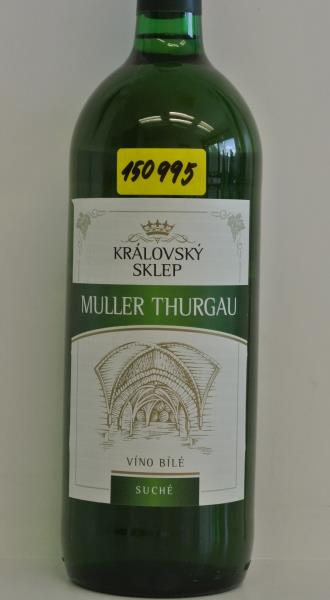 150995
KRÁLOVSKÝ
SKLEP
MULLER THURGAU
VÍNO BÍLÉ
SUCHÉ